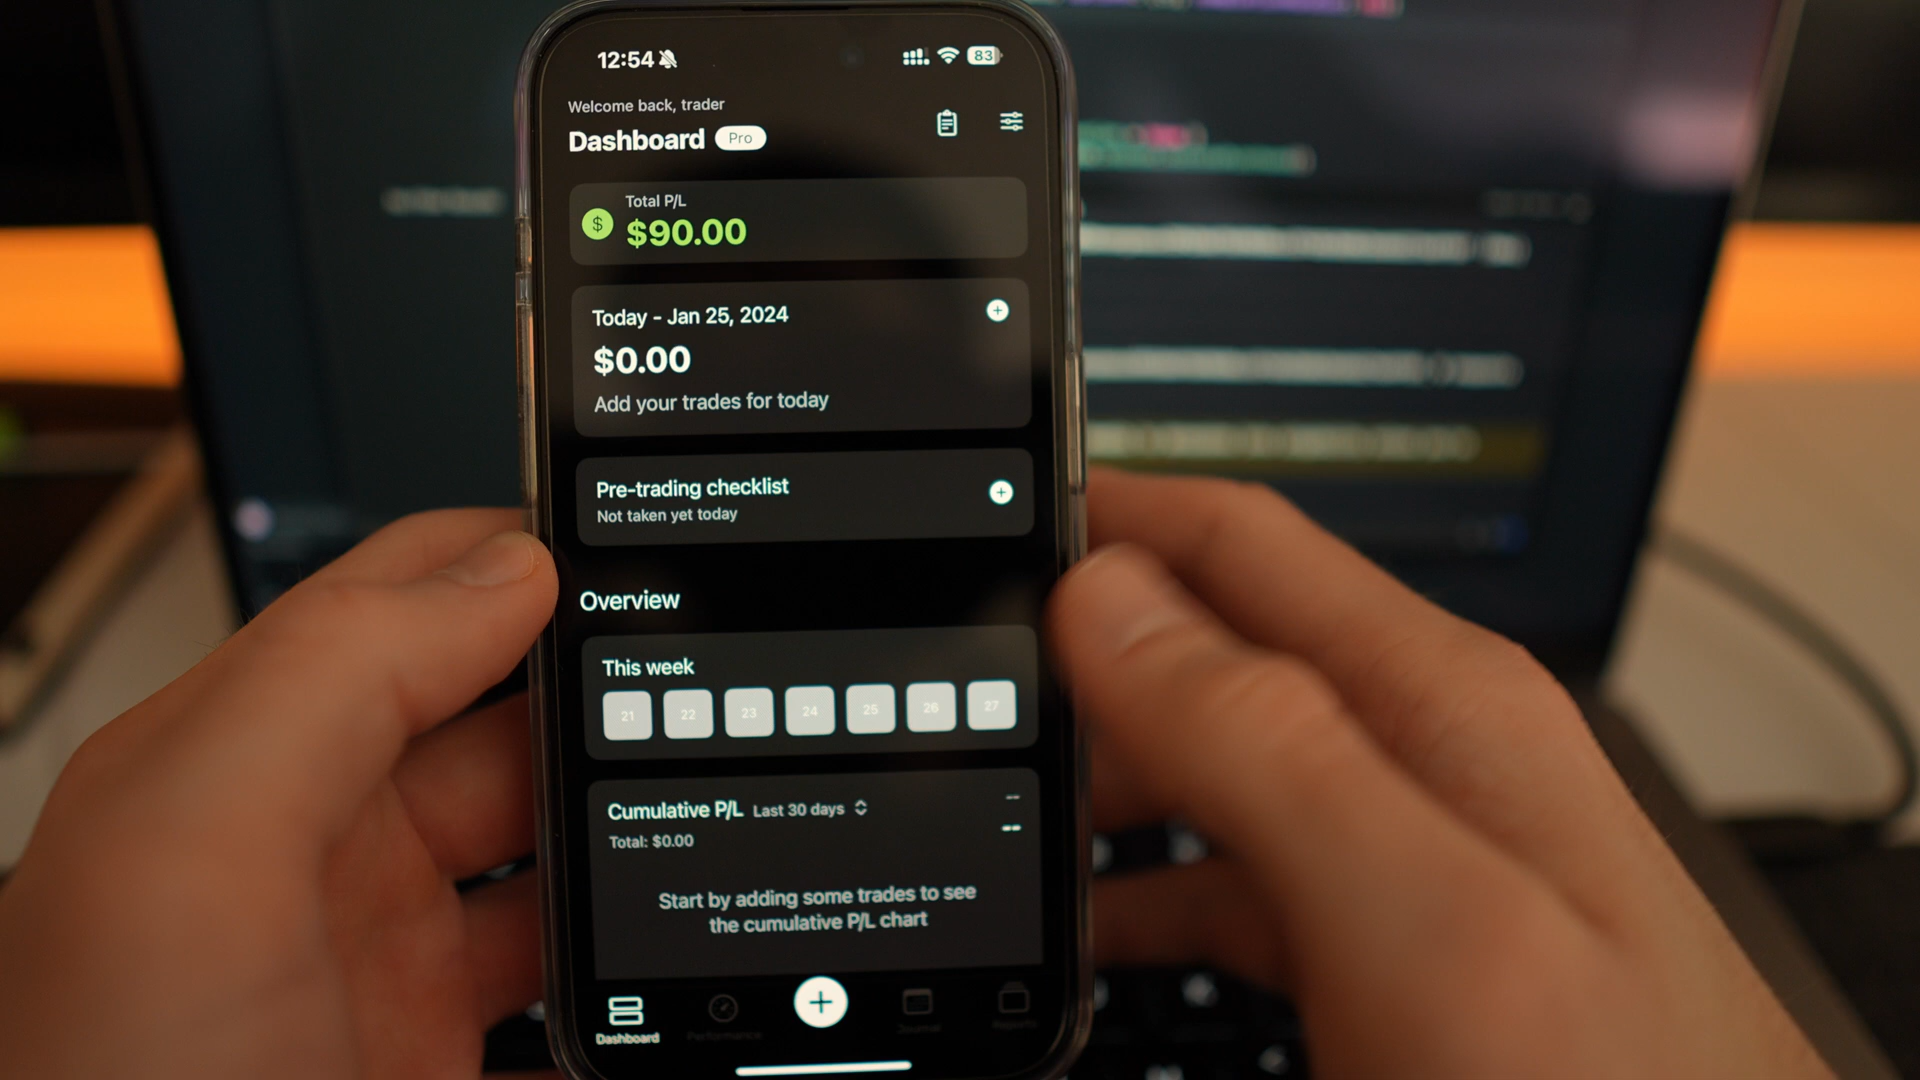 12:54
83
Welcome back, trader
Dashboard Pro
Total P/L
$ $90.00
Today - Jan 25, 2024
$0.00
Add your trades for today
Pre-trading checklist
Not taken yet today
Overview
This week
21 22 23 24 25 26 27
Cumulative P/L Last 30 days --
Total: $0.00 --
Start by adding some trades to see
the cumulative P/L chart
Dashboard Performance Journal Reports